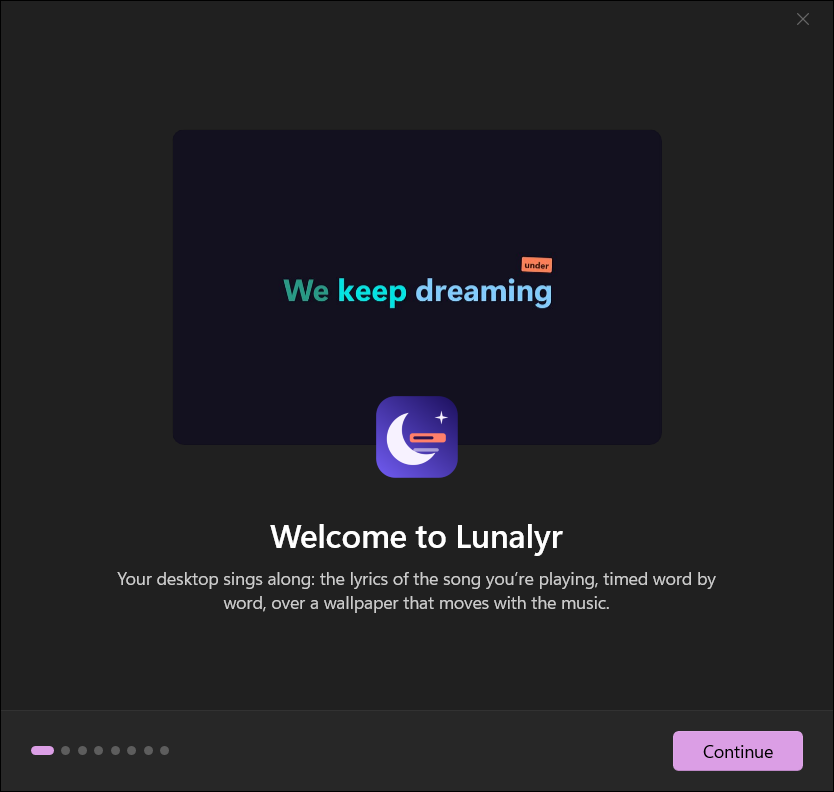 under
We keep dreaming
Welcome to Lunalyr
Your desktop sings along: the lyrics of the song you’re playing, timed word by
word, over a wallpaper that moves with the music.
Continue